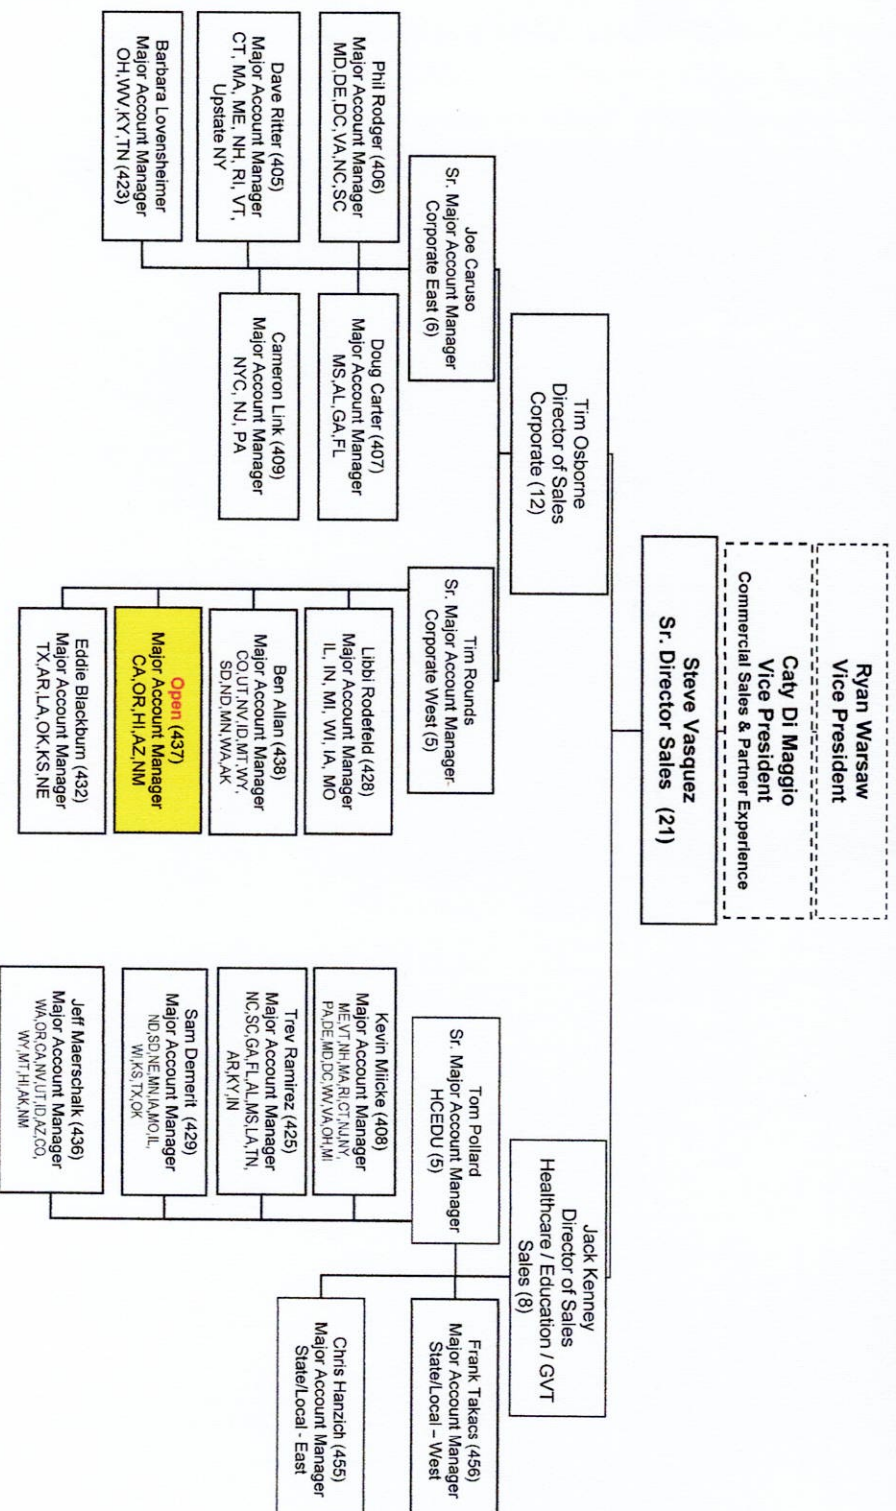 Ryan Warsaw
Vice President
Caty Di Maggio
Vice President
Commercial Sales & Partner Experience
Steve Vasquez
Sr. Director Sales (21)
Tim Osborne
Director of Sales
Corporate (12)
Jack Kenney
Director of Sales
Healthcare / Education / GVT
Sales (8)
Joe Caruso
Sr. Major Account Manager
Corporate East (6)
Phil Rodger (406)
Major Account Manager
MD,DE,DC,VA,NC,SC
Doug Carter (407)
Major Account Manager
MS,AL,GA,FL
Dave Ritter (405)
Major Account Manager
CT, MA, ME, NH, RI, VT,
Upstate NY
Cameron Link (409)
Major Account Manager
NYC, NJ, PA
Barbara Lovensheimer
Major Account Manager
OH,WV,KY,TN (423)
Tim Rounds
Sr. Major Account Manager-
Corporate West (5)
Libbi Rodefeld (428)
Major Account Manager
IL, IN, MI, WI, IA, MO
Ben Allan (438)
Major Account Manager
CO,UT,NV,ID,MT,WY,
SD,ND,MN,WA,AK
Open (437)
Major Account Manager
CA,OR,HI,AZ,NM
Eddie Blackburn (432)
Major Account Manager
TX,AR,LA,OK,KS,NE
Tom Pollard
Sr. Major Account Manager
HCEDU (5)
Kevin Miicke (408)
Major Account Manager
ME,VT,NH,MA,RI,CT,NJ,NY,
PA,DE,MD,DC,WV,VA,OH,MI
Trev Ramirez (425)
Major Account Manager
NC,SC,GA,FL,AL,MS,LA,TN,
AR,KY,IN
Sam Demerit (429)
Major Account Manager
ND,SD,NE,MN,IA,MO,IL,
WI,KS,TX,OK
Jeff Maerschalk (436)
Major Account Manager
WA,OR,CA,NV,UT,ID,AZ,CO,
WY,MT,HI,AK,NM
Frank Takacs (456)
Major Account Manager
State/Local – West
Chris Hanzich (455)
Major Account Manager
State/Local - East